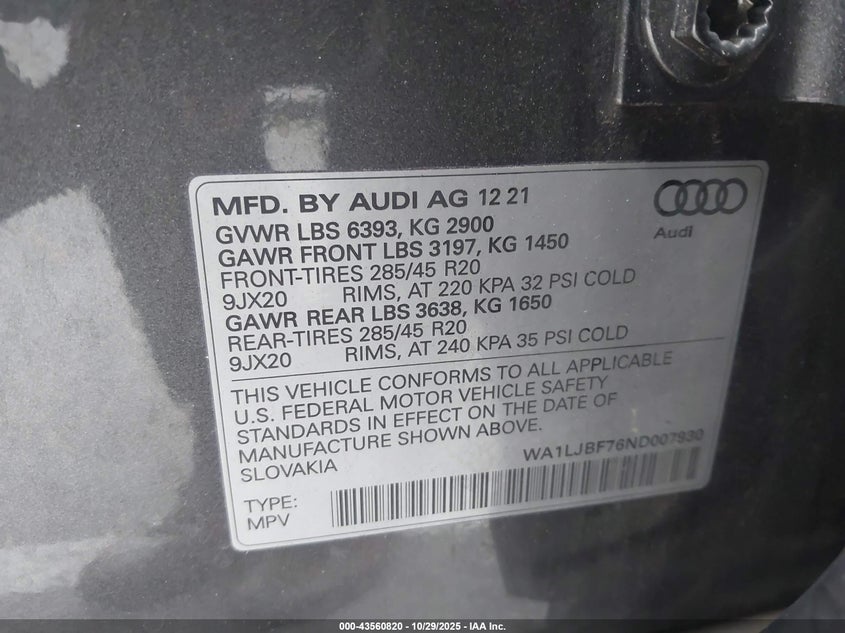 MFD. BY AUDI AG 12 21
GVWR LBS 6393, KG 2900
GAWR FRONT LBS 3197, KG 1450
FRONT-TIRES 285/45 R20
9JX20 RIMS, AT 220 KPA 32 PSI COLD
GAWR REAR LBS 3638, KG 1650
REAR-TIRES 285/45 R20
9JX20 RIMS, AT 240 KPA 35 PSI COLD
Audi
THIS VEHICLE CONFORMS TO ALL APPLICABLE
U.S. FEDERAL MOTOR VEHICLE SAFETY
STANDARDS IN EFFECT ON THE DATE OF
MANUFACTURE SHOWN ABOVE.
SLOVAKIA
WA1LJBF76ND007930
TYPE:
MPV
000-43560820 - 10/29/2025 - IAA Inc.